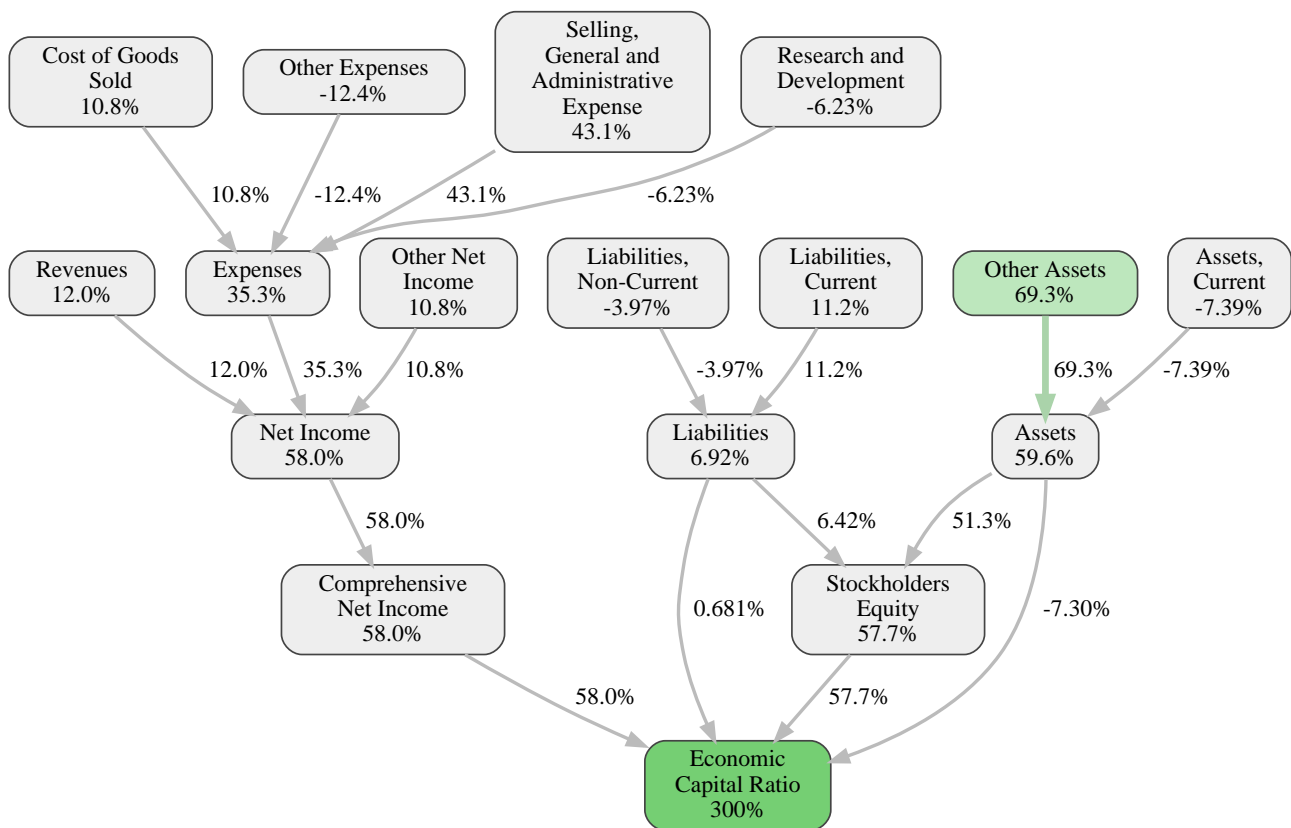 Cost of Goods
Sold
10.8%
Other Expenses
-12.4%
Selling,
General and
Administrative
Expense
43.1%
Research and
Development
-6.23%
10.8%
-12.4%
43.1%
-6.23%
Revenues
12.0%
Expenses
35.3%
Other Net
Income
10.8%
Liabilities,
Non-Current
-3.97%
Liabilities,
Current
11.2%
Other Assets
69.3%
Assets,
Current
-7.39%
12.0%
35.3%
10.8%
-3.97%
11.2%
69.3%
-7.39%
Net Income
58.0%
Liabilities
6.92%
Assets
59.6%
58.0%
6.42%
51.3%
Comprehensive
Net Income
58.0%
0.681%
Stockholders
Equity
57.7%
-7.30%
58.0%
57.7%
Economic
Capital Ratio
300%